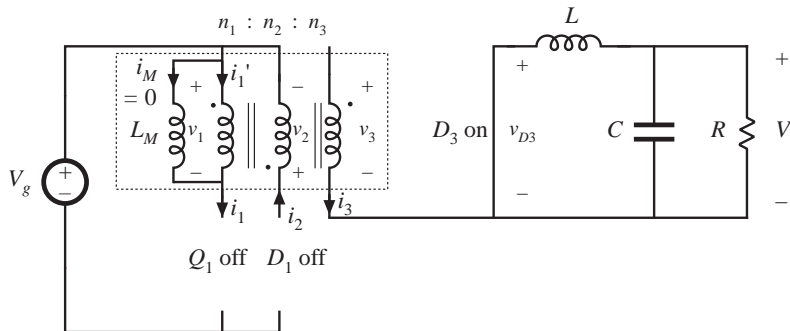 n1 : n2 : n3
L
iM
= 0
i1'
+
−
+
+
+
LM
v1
v2
v3
D3 on
vD3
C
R
V
Vg
+
−
−
+
−
−
−
i1
i2
i3
Q1 off
D1 off